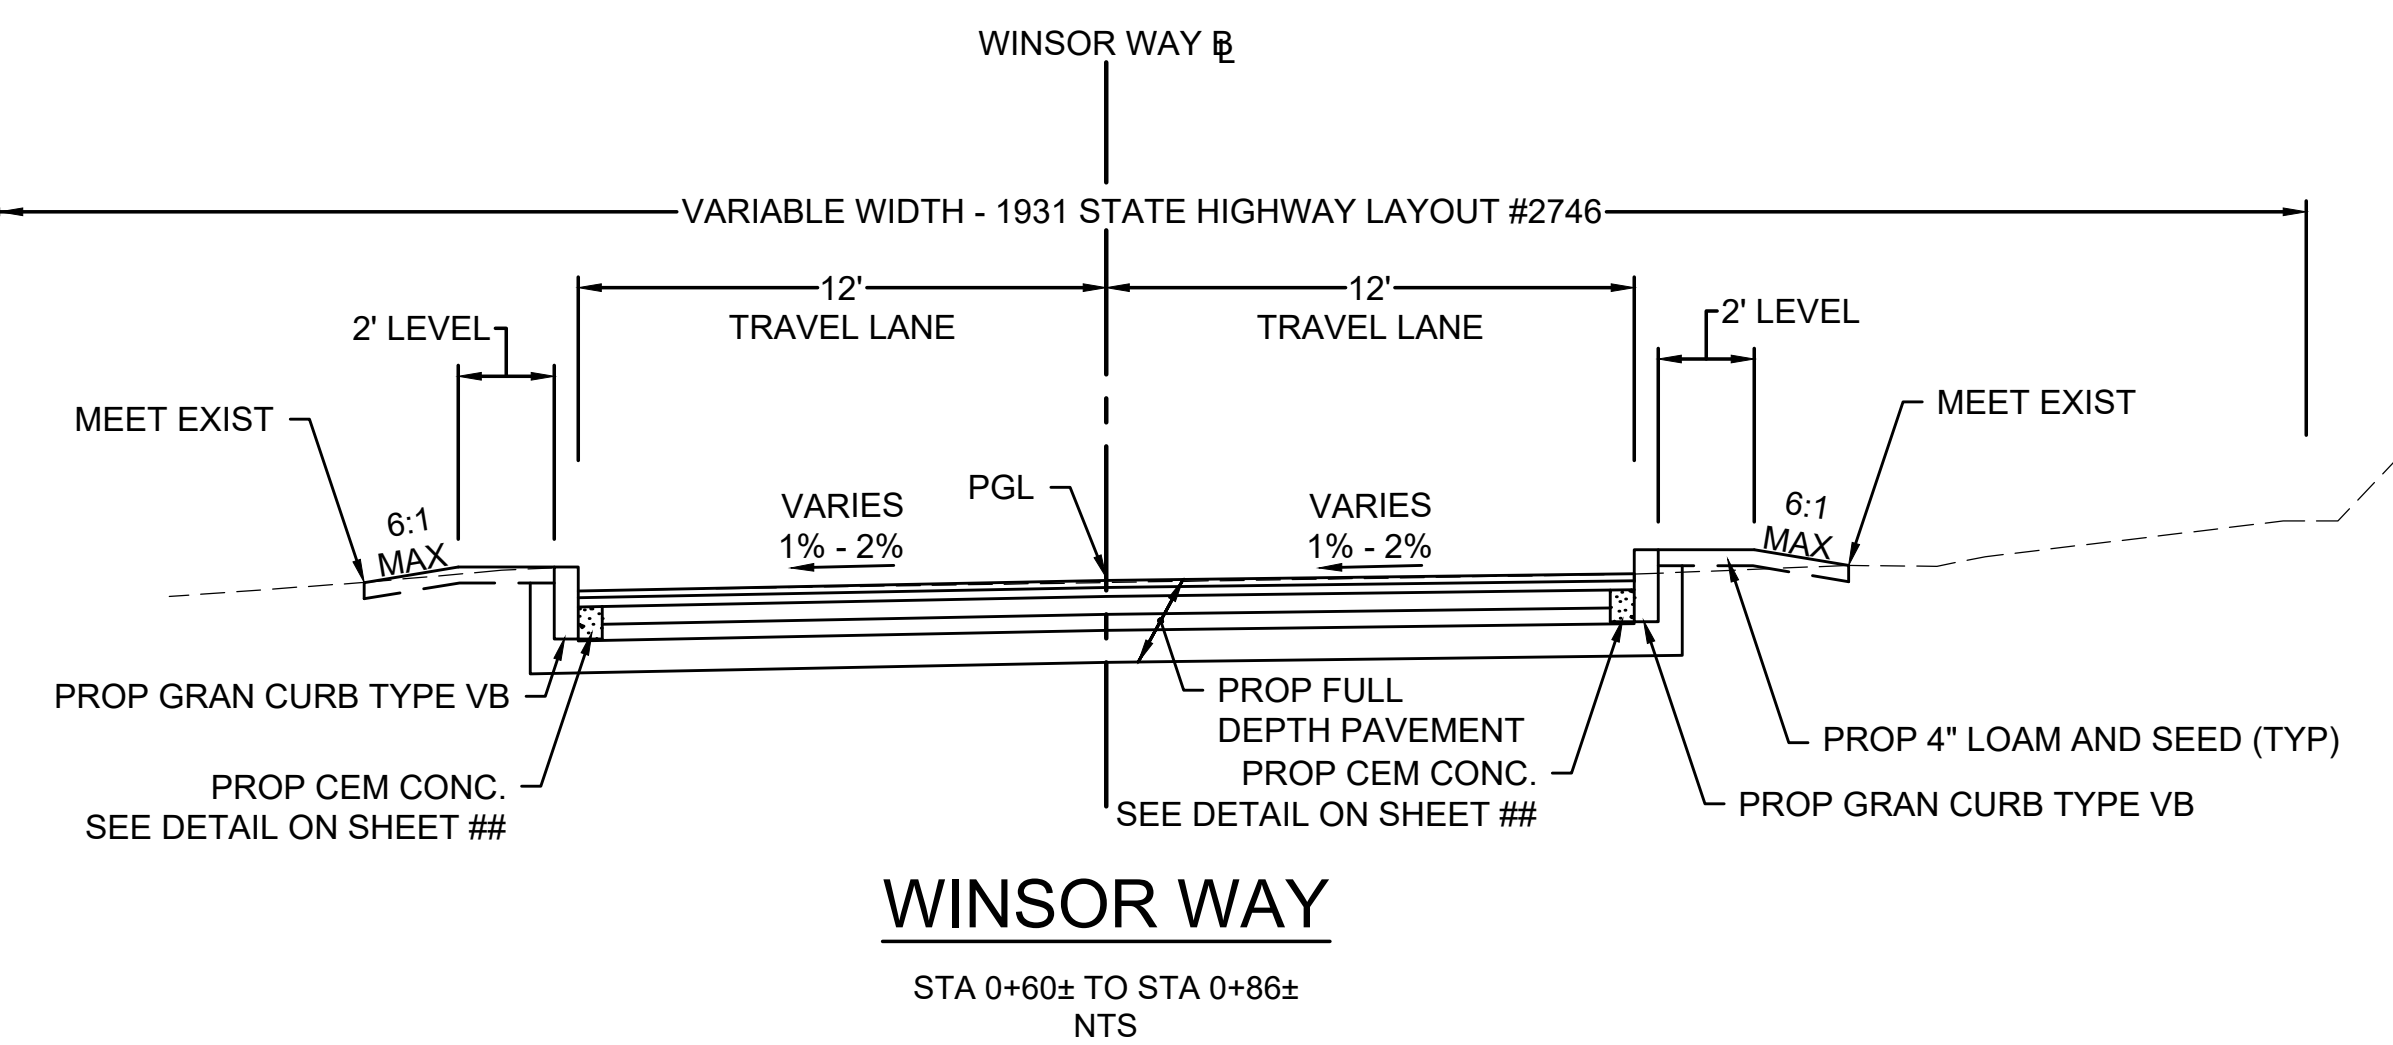 WINSOR WAY BL
VARIABLE WIDTH - 1931 STATE HIGHWAY LAYOUT #2746
12'
TRAVEL LANE
12'
TRAVEL LANE
2' LEVEL
2' LEVEL
MEET EXIST
MEET EXIST
6:1
MAX
VARIES
1% - 2%
PGL
VARIES
1% - 2%
6:1
MAX
PROP GRAN CURB TYPE VB
PROP CEM CONC.
SEE DETAIL ON SHEET ##
PROP FULL
DEPTH PAVEMENT
PROP CEM CONC.
SEE DETAIL ON SHEET ##
PROP 4" LOAM AND SEED (TYP)
PROP GRAN CURB TYPE VB
WINSOR WAY
STA 0+60± TO STA 0+86±
NTS